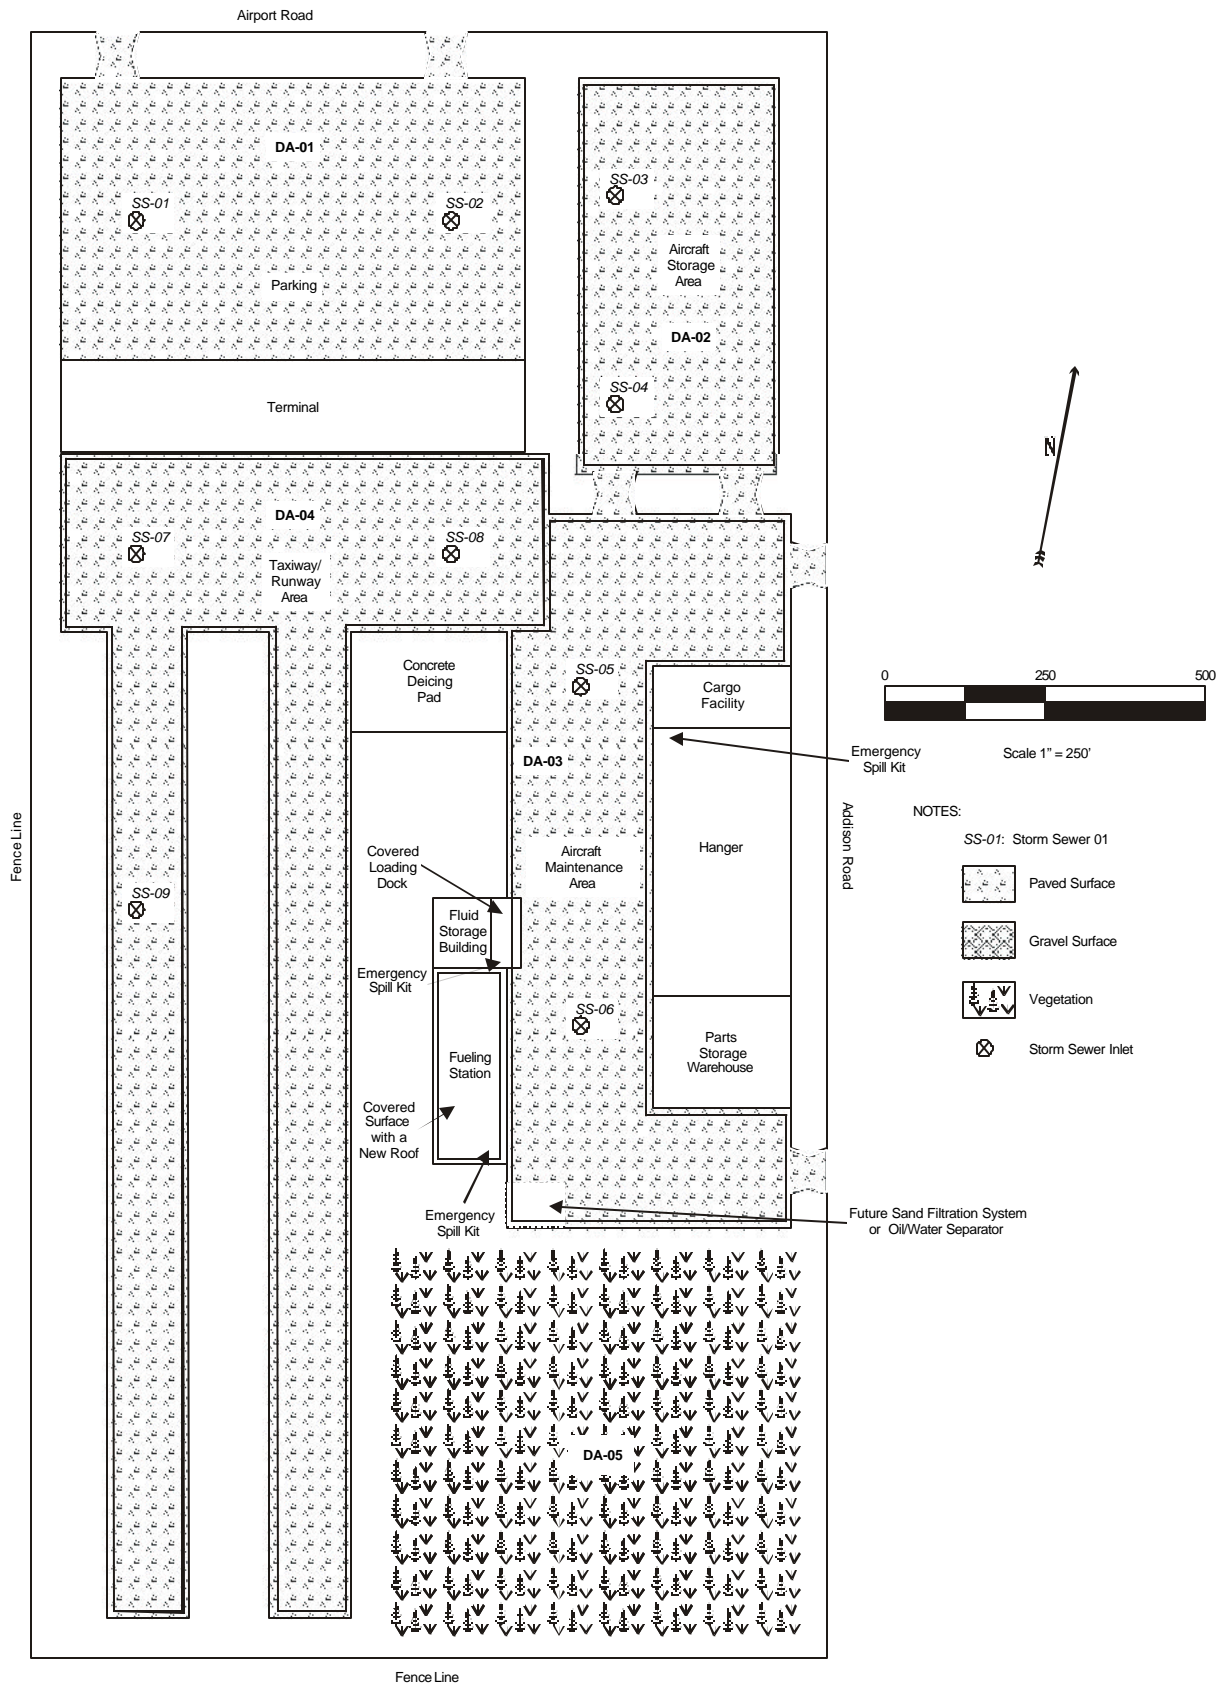 Airport Road
DA-01
SS-01
SS-02
Parking
Terminal
SS-03
Aircraft
Storage
Area
DA-02
SS-04
DA-04
SS-07
SS-08
Taxiway/
Runway
Area
N
Concrete
Deicing
Pad
SS-05
Cargo
Facility
0 250 500
Scale 1" = 250'
Emergency
Spill Kit
DA-03
Fence Line
Addison Road
NOTES:
SS-01: Storm Sewer 01
Paved Surface
Gravel Surface
Vegetation
Storm Sewer Inlet
Covered
Loading
Dock
Aircraft
Maintenance
Area
Hanger
SS-09
Fluid
Storage
Building
Emergency
Spill Kit
SS-06
Parts
Storage
Warehouse
Fueling
Station
Covered
Surface
with a
New Roof
Emergency
Spill Kit
Future Sand Filtration System
or Oil/Water Separator
DA-05
Fence Line